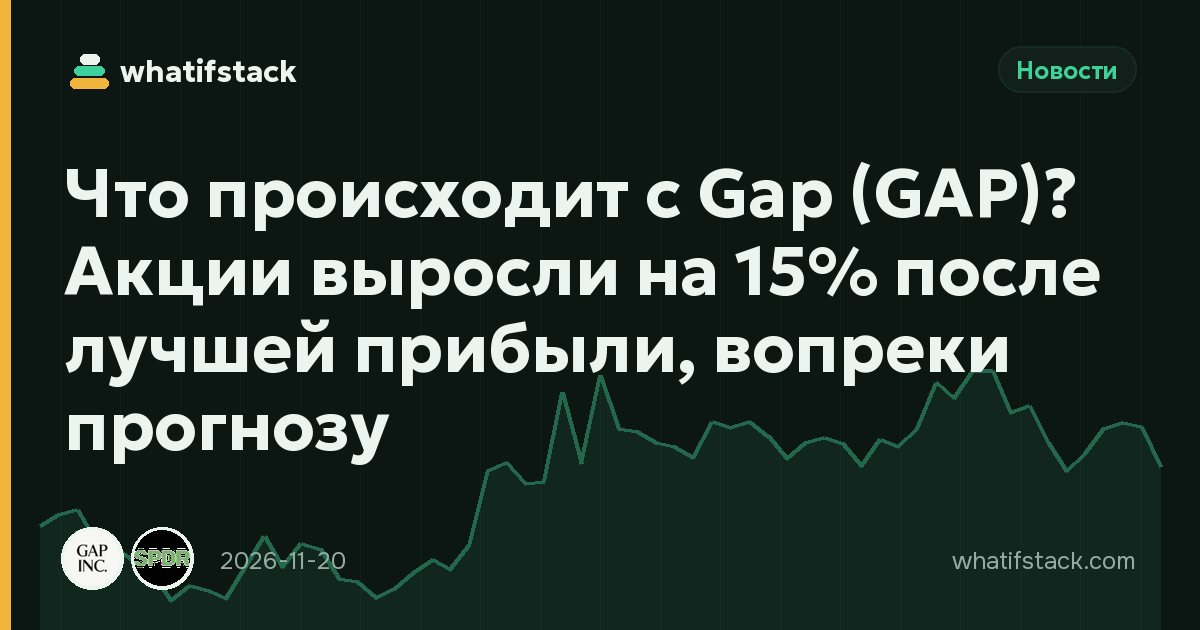 whatifstack
Новости
Что происходит с Gap (GAP)?
Акции выросли на 15% после
лучшей прибыли, вопреки
прогнозу
GAP
INC.
SPDR
2026-11-20
whatifstack.com